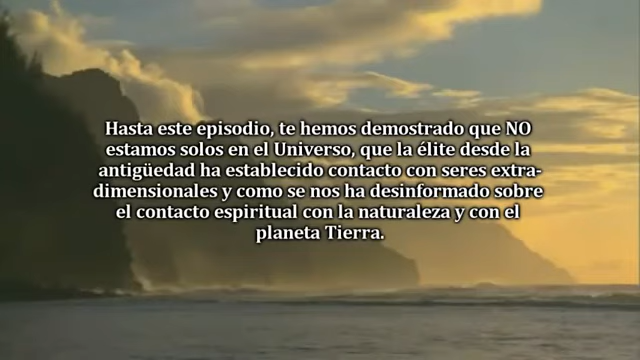 Hasta este episodio, te hemos demostrado que NO
estamos solos en el Universo, que la élite desde la
antigüedad ha establecido contacto con seres extra-
dimensionales y como se nos ha desinformado sobre
el contacto espiritual con la naturaleza y con el
planeta Tierra.